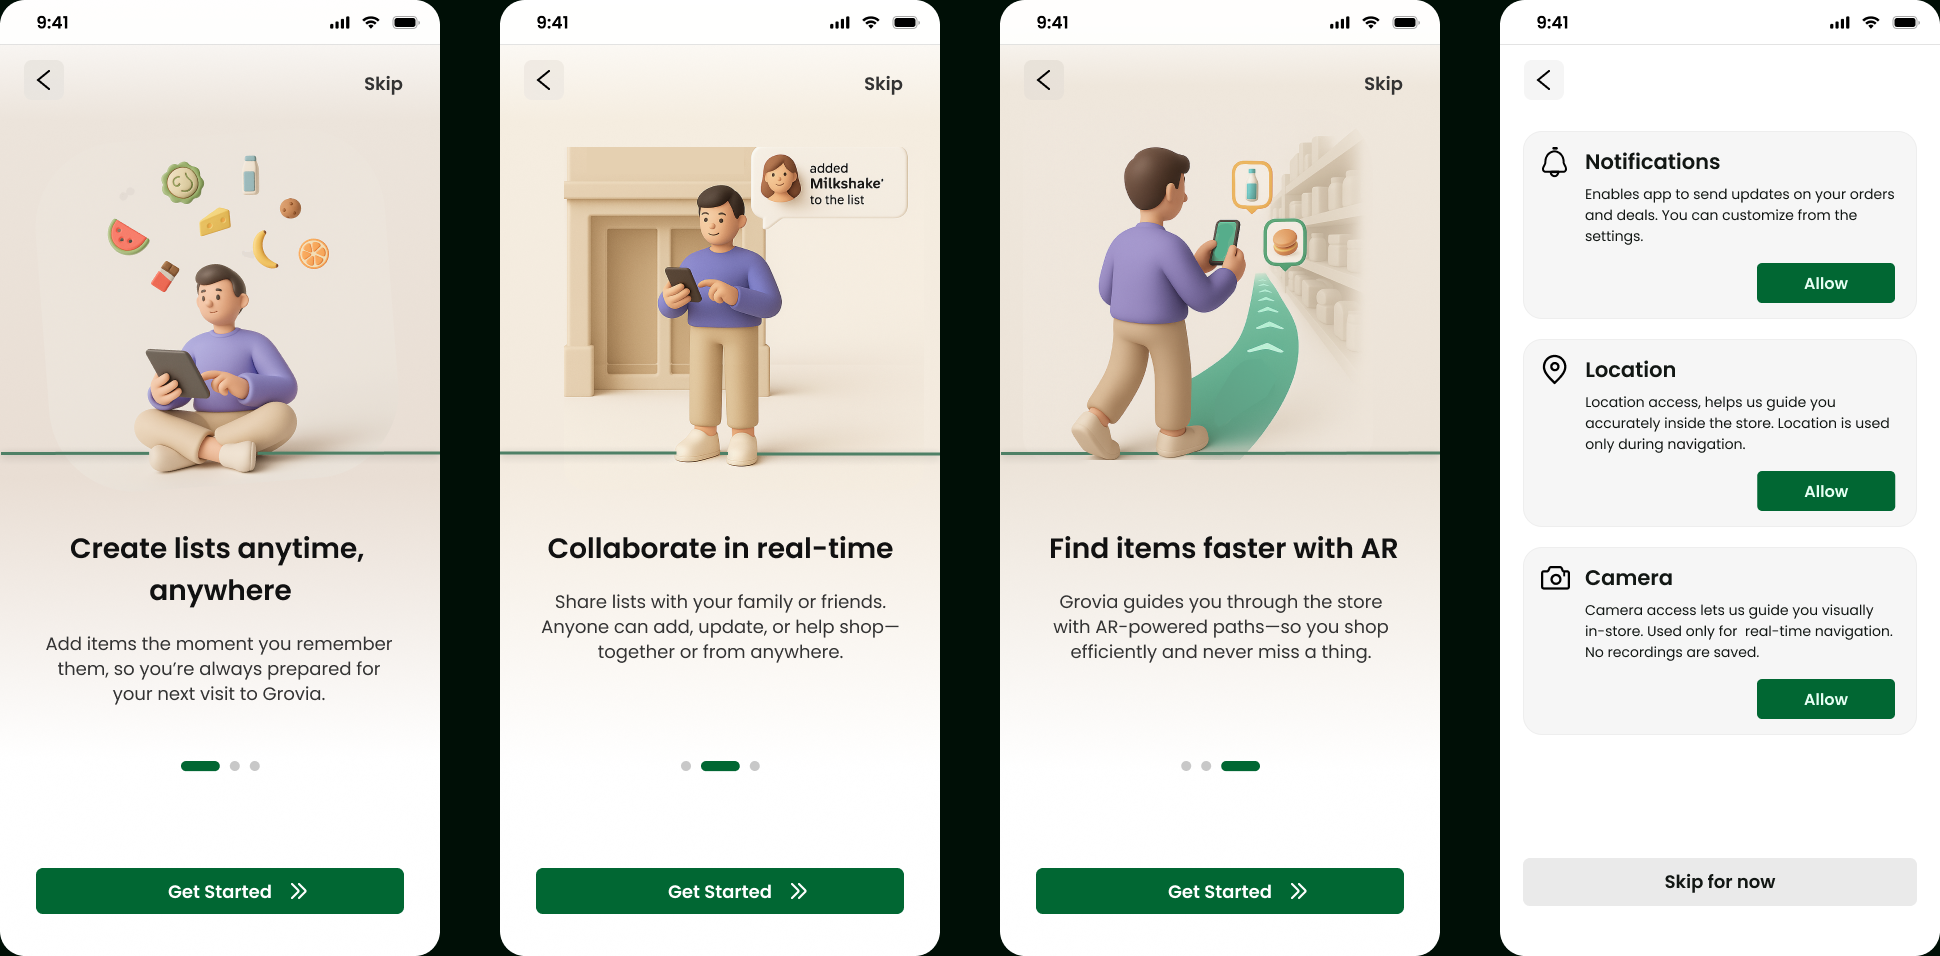 9:41
Skip
Create lists anytime,
anywhere
Add items the moment you remember
them, so you’re always prepared for
your next visit to Grovia.
Get Started
9:41
Skip
added
Milkshake’
to the list
Collaborate in real-time
Share lists with your family or friends.
Anyone can add, update, or help shop—
together or from anywhere.
Get Started
9:41
Skip
Find items faster with AR
Grovia guides you through the store
with AR-powered paths—so you shop
efficiently and never miss a thing.
Get Started
9:41
Notifications
Enables app to send updates on your orders
and deals. You can customize from the
settings.
Allow
Location
Location access, helps us guide you
accurately inside the store. Location is used
only during navigation.
Allow
Camera
Camera access lets us guide you visually
in-store. Used only for  real-time navigation.
No recordings are saved.
Allow
Skip for now